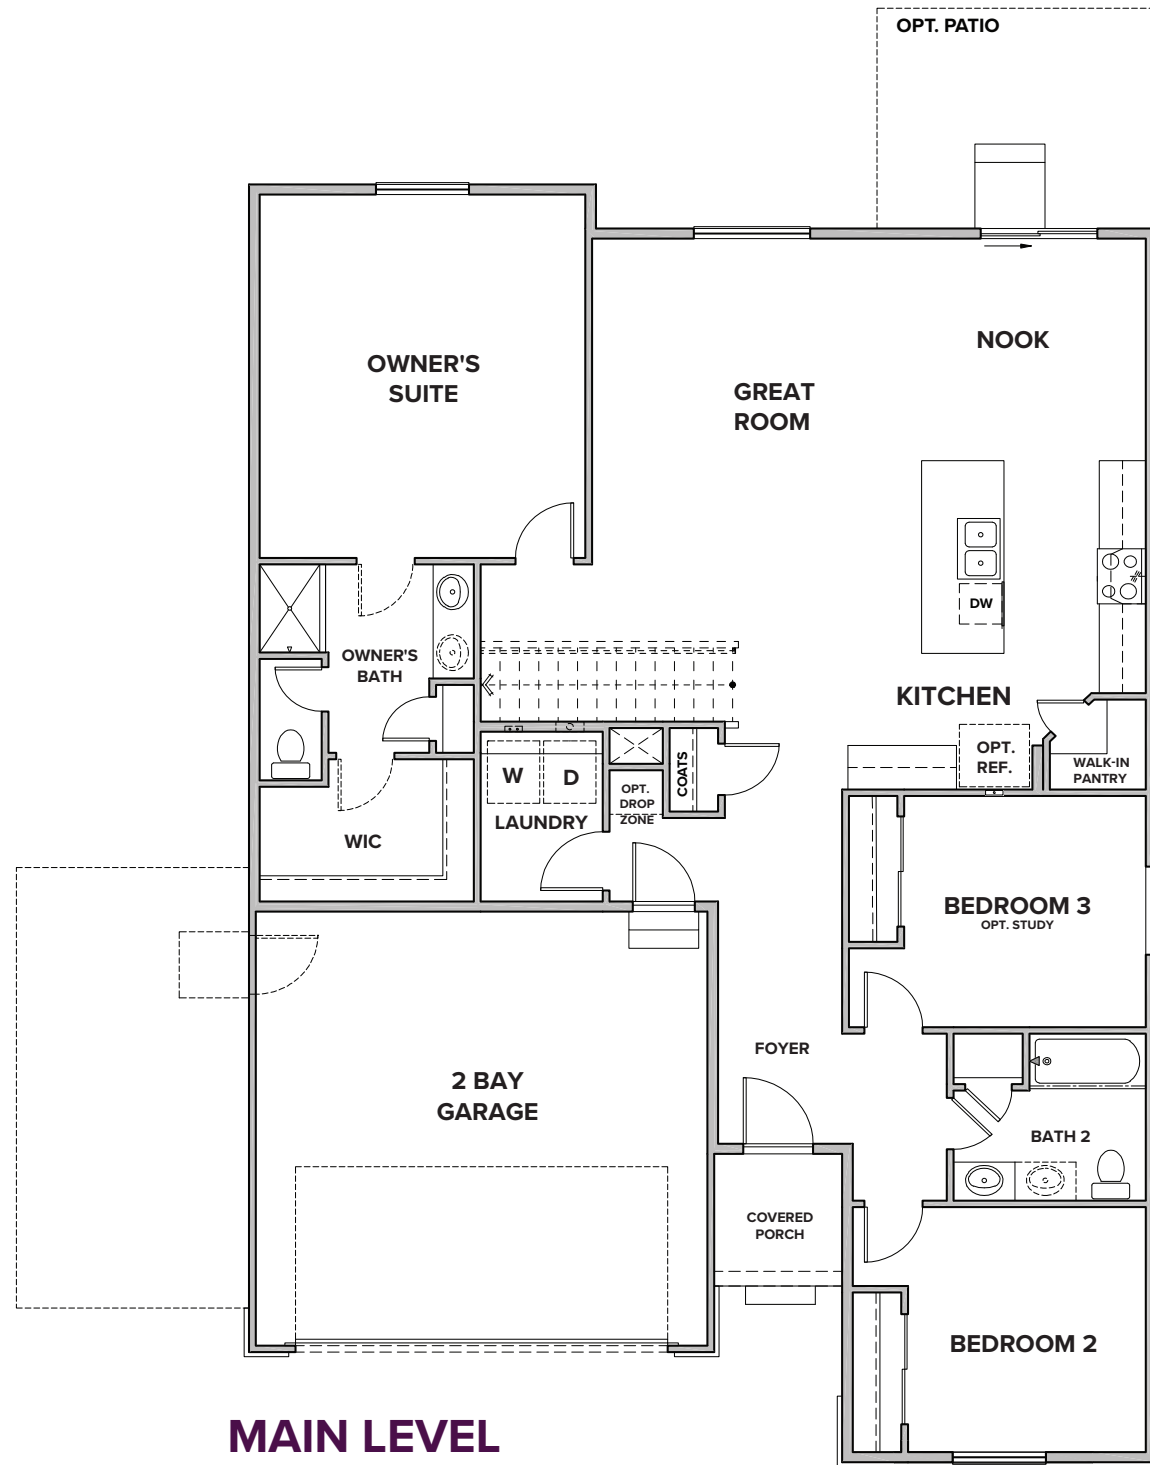 OPT. PATIO
NOOK
OWNER'S
SUITE
GREAT
ROOM
DW
OWNER'S
BATH
KITCHEN
OPT.
REF.
WALK-IN
PANTRY
W
D
COATS
OPT.
DROP
ZONE
LAUNDRY
WIC
BEDROOM 3
OPT. STUDY
FOYER
2 BAY
GARAGE
BATH 2
COVERED
PORCH
BEDROOM 2
MAIN LEVEL